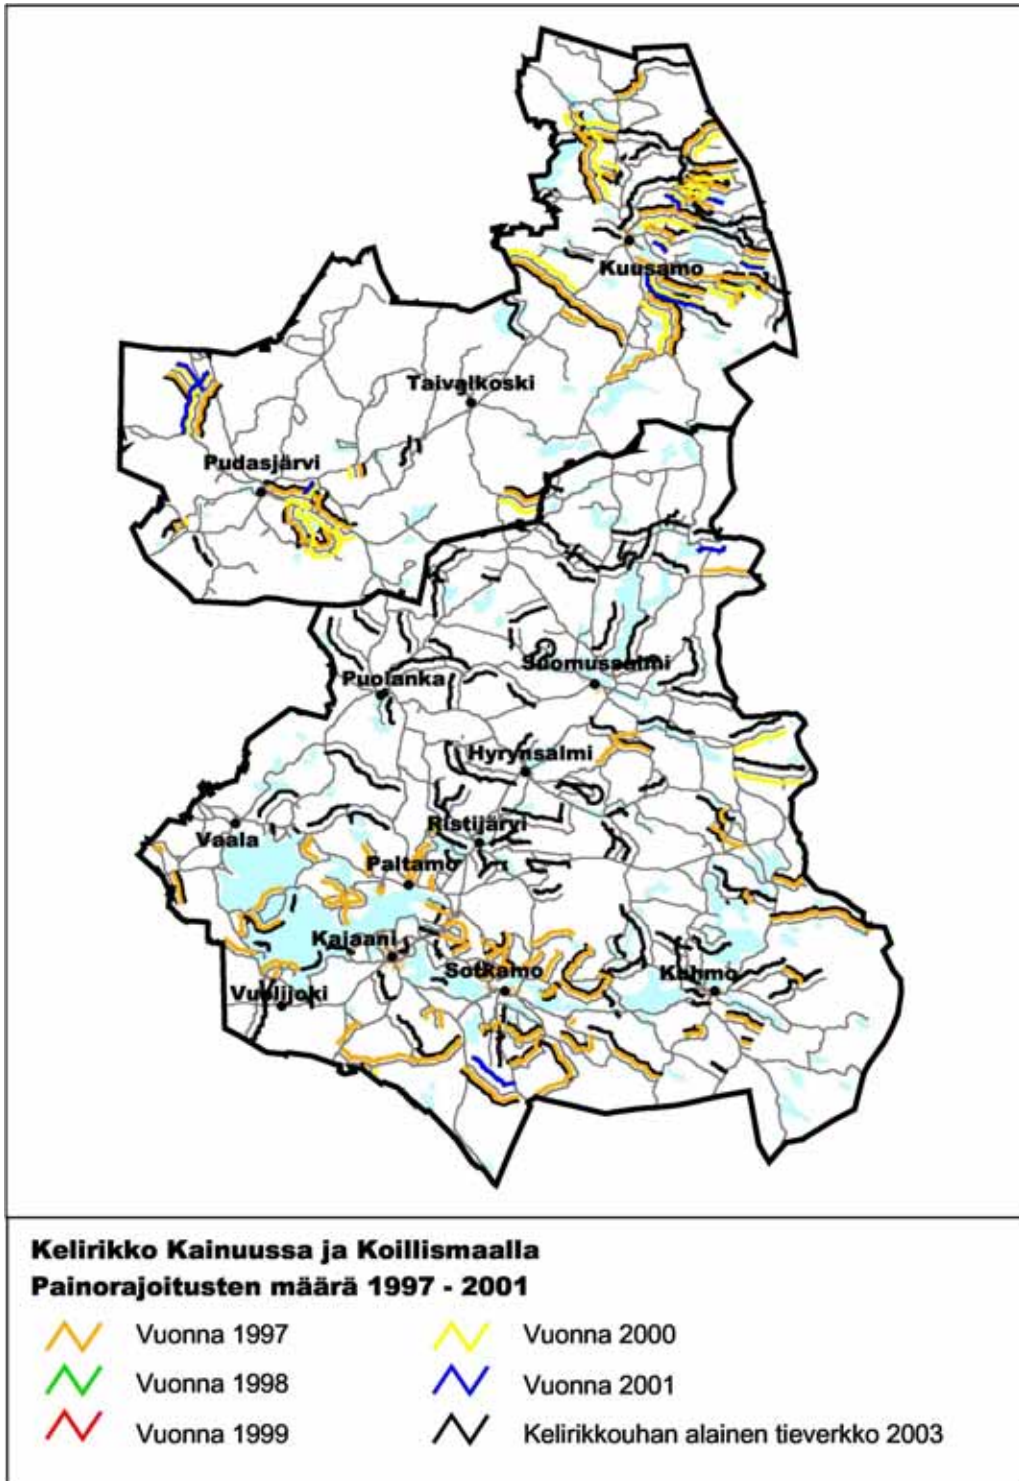 Kuusamo
Taivalkoski
Pudasjärvi
Suomussalmi
Puolanka
Hyrynsalmi
Ristijärvi
Vaala
Paltamo
Kajaani
Sotkamo
Kuhmo
Vuolijoki
Kelirikko Kainuussa ja Koillismaalla
Painorajoitusten määrä 1997 - 2001
Vuonna 1997
Vuonna 1998
Vuonna 1999
Vuonna 2000
Vuonna 2001
Kelirikkouhan alainen tieverkko 2003